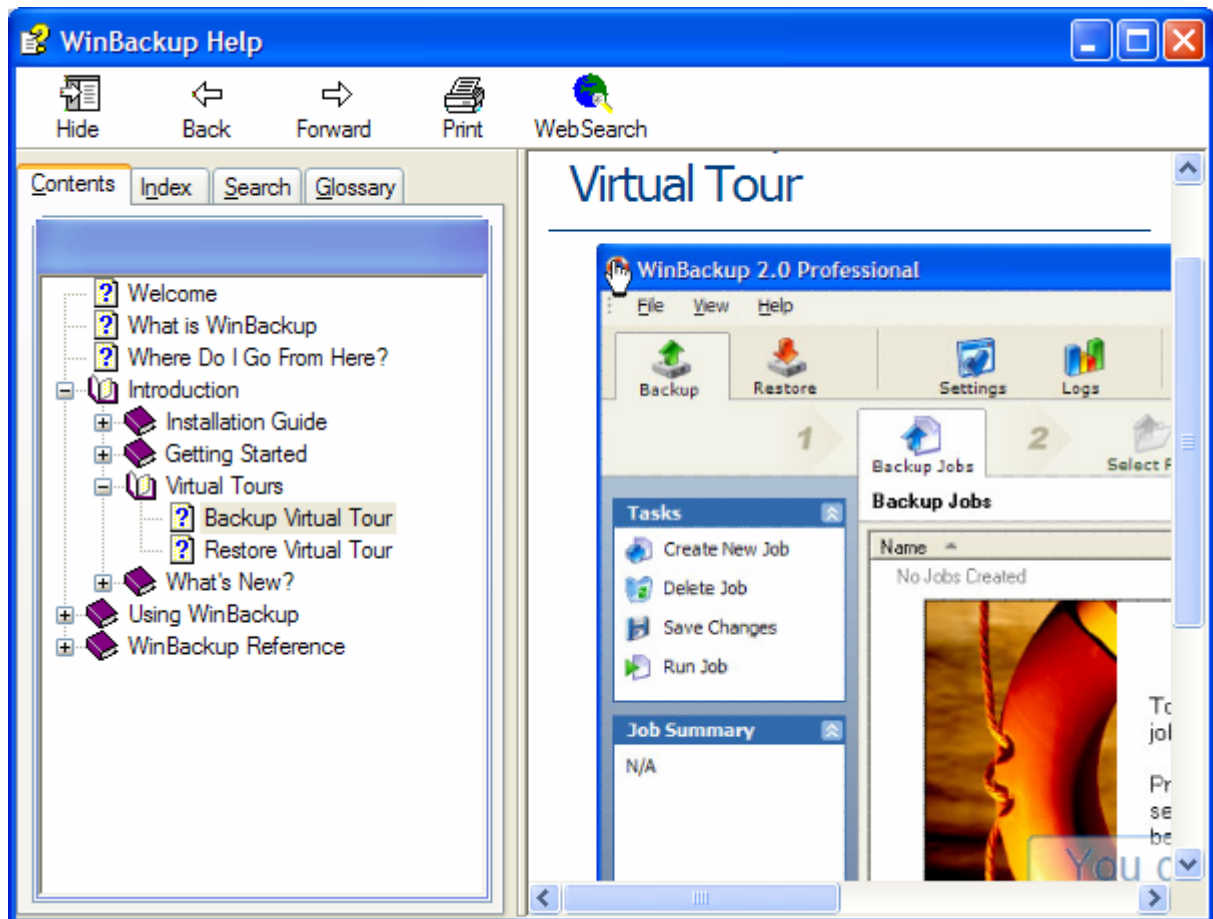 WinBackup Help
Hide Back Forward Print WebSearch
Contents Index Search Glossary
Welcome
What is WinBackup
Where Do I Go From Here?
Introduction
Installation Guide
Getting Started
Virtual Tours
Backup Virtual Tour
Restore Virtual Tour
What's New?
Using WinBackup
WinBackup Reference
Virtual Tour
WinBackup 2.0 Professional
File View Help
Backup Restore Settings Logs
1 Backup Jobs 2 Select
Backup Jobs
Tasks
Create New Job
Delete Job
Save Changes
Run Job
Name
No Jobs Created
Job Summary
N/A
You